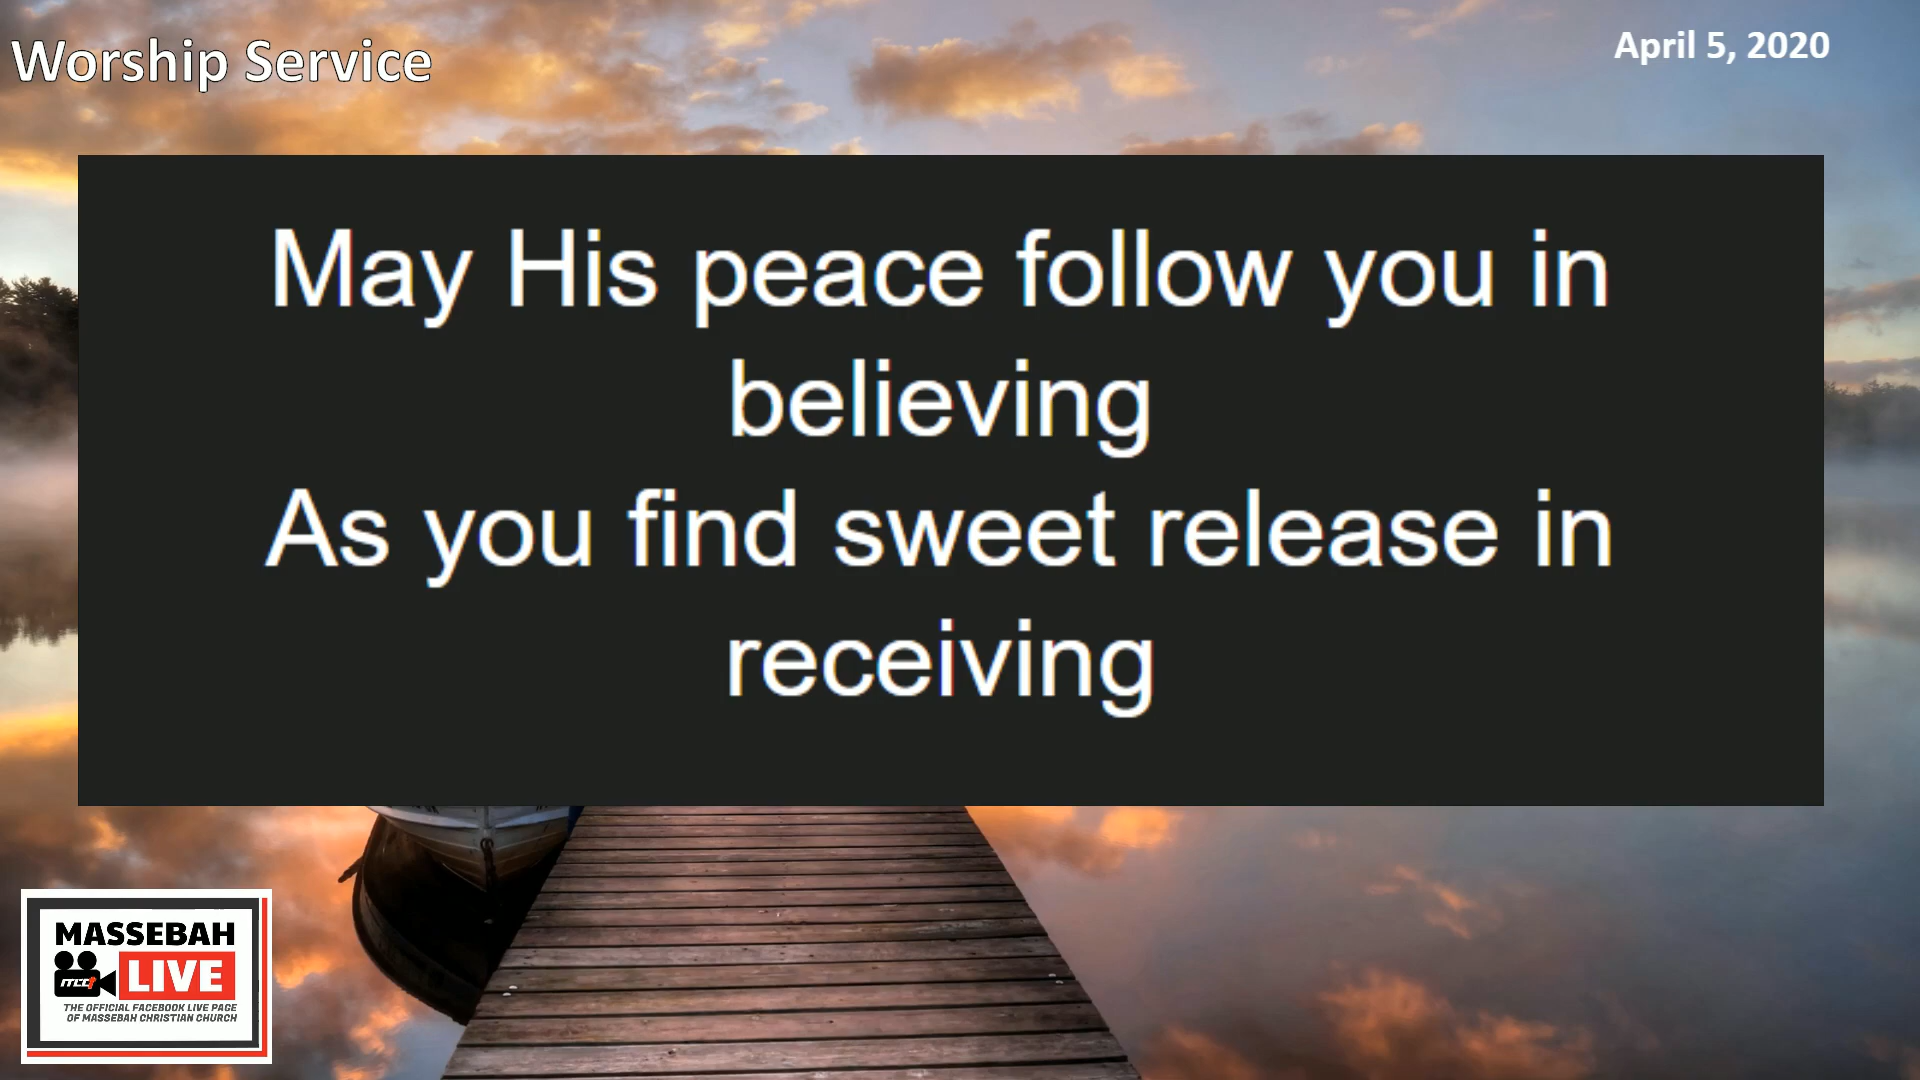 Worship Service
April 5, 2020
May His peace follow you in
believing
As you find sweet release in
receiving
MASSEBAH
LIVE
THE OFFICIAL FACEBOOK LIVE PAGE
OF MASSEBAH CHRISTIAN CHURCH